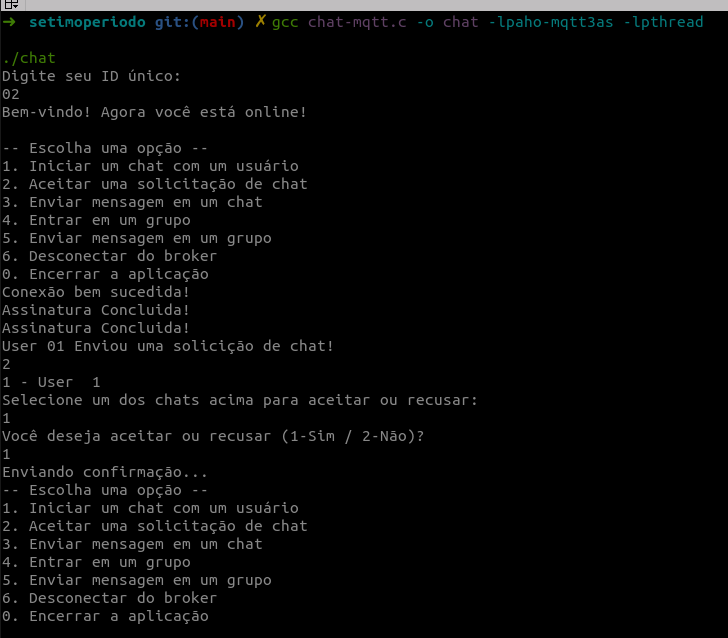 ➜ setimoperiodo git:(main) ✗ gcc chat-mqtt.c -o chat -lpaho-mqtt3as -lpthread
./chat
Digite seu ID único:
02
Bem-vindo! Agora você está online!
-- Escolha uma opção --
1. Iniciar um chat com um usuário
2. Aceitar uma solicitação de chat
3. Enviar mensagem em um chat
4. Entrar em um grupo
5. Enviar mensagem em um grupo
6. Desconectar do broker
0. Encerrar a aplicação
Conexão bem sucedida!
Assinatura Concluida!
Assinatura Concluida!
User 01 Enviou uma solicição de chat!
2
1 - User  1
Selecione um dos chats acima para aceitar ou recusar:
1
Você deseja aceitar ou recusar (1-Sim / 2-Não)?
1
Enviando confirmação...
-- Escolha uma opção --
1. Iniciar um chat com um usuário
2. Aceitar uma solicitação de chat
3. Enviar mensagem em um chat
4. Entrar em um grupo
5. Enviar mensagem em um grupo
6. Desconectar do broker
0. Encerrar a aplicação